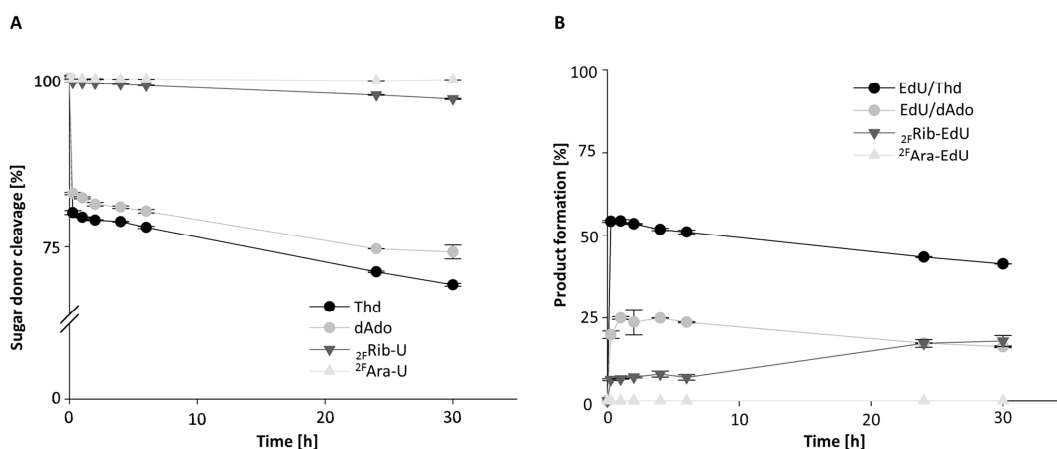 A
B
Sugar donor cleavage [%]
100
75
0
Thd
dAdo
2FRib-U
2FAra-U
0
10
20
30
Time [h]
Product formation [%]
100
75
50
25
0
EdU/Thd
EdU/dAdo
2FRib-EdU
2FAra-EdU
0
10
20
30
Time [h]